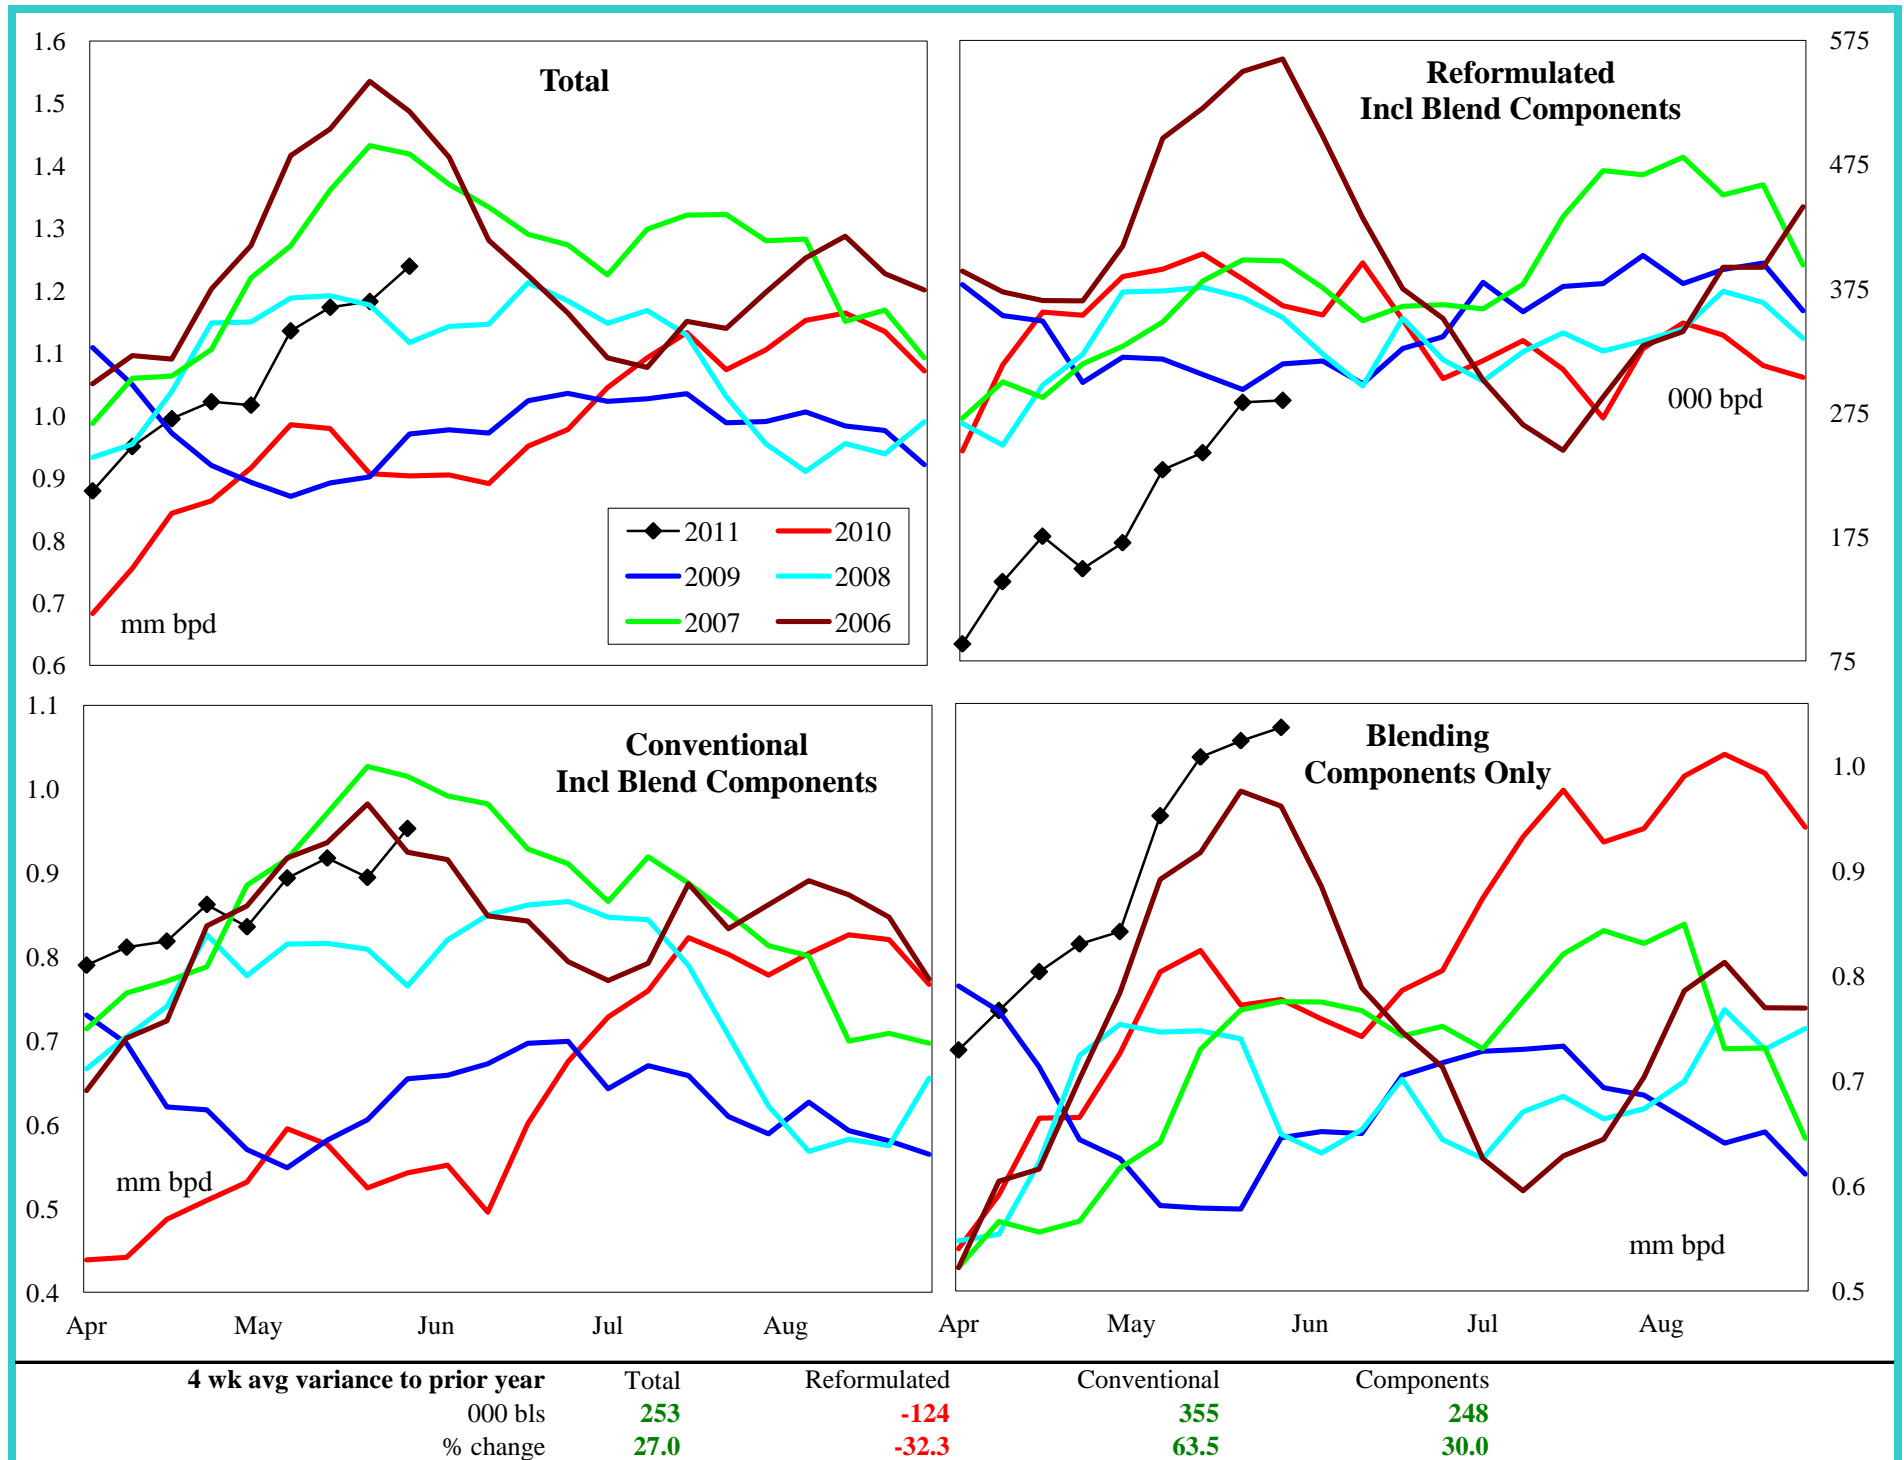 Total
1.6
1.5
1.4
1.3
1.2
1.1
1.0
0.9
0.8
0.7
0.6
mm bpd
2011 2010
2009 2008
2007 2006
Reformulated
Incl Blend Components
575
475
375
275
175
75
000 bpd
Conventional
Incl Blend Components
1.1
1.0
0.9
0.8
0.7
0.6
0.5
0.4
mm bpd
Apr May Jun Jul Aug
Blending
Components Only
1.0
0.9
0.8
0.7
0.6
0.5
mm bpd
Apr May Jun Jul Aug
4 wk avg variance to prior year Total Reformulated Conventional Components
000 bls 253 -124 355 248
% change 27.0 -32.3 63.5 30.0